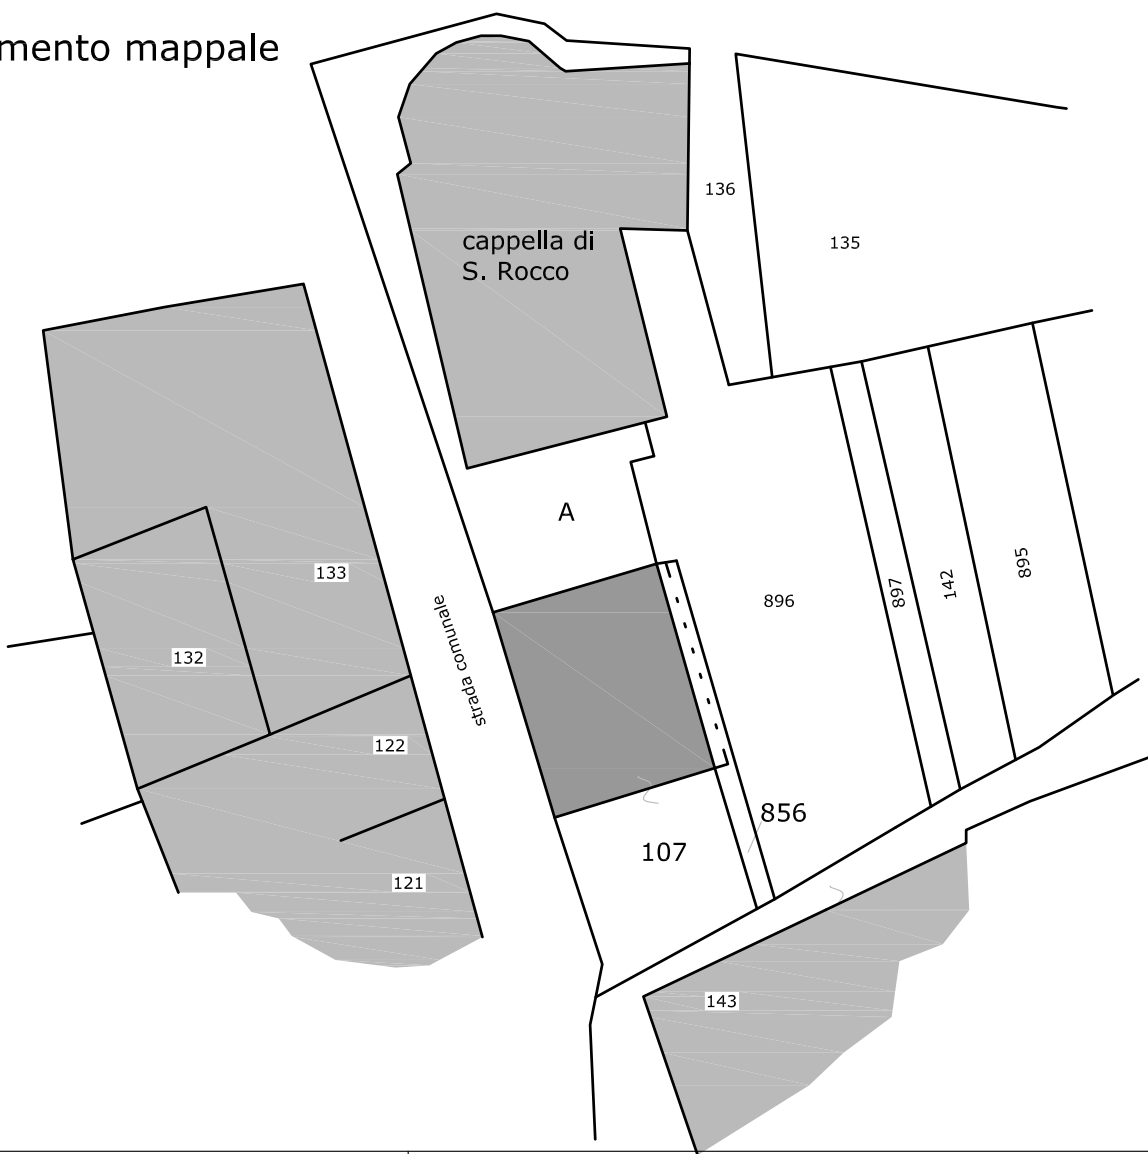 mento mappale
136
135
cappella di
S. Rocco
A
133
896
897
142
895
132
strada comunale
122
856
107
121
143